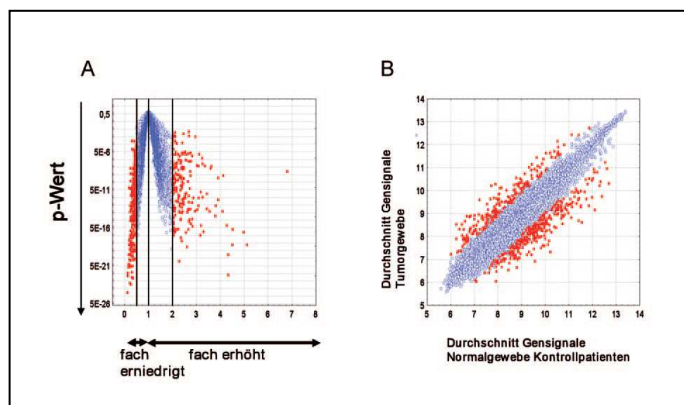 A
p-Wert
0,5
5E-6
5E-11
5E-16
5E-21
5E-26
0 1 2 3 4 5 6 7 8
fach erniedrigt
fach erhöht
B
Durchschnitt Gensignale
Tumorgewebe
14
13
12
11
10
9
8
7
6
5
5 6 7 8 9 10 11 12 13 14
Durchschnitt Gensignale
Normalgewebe Kontrollpatienten